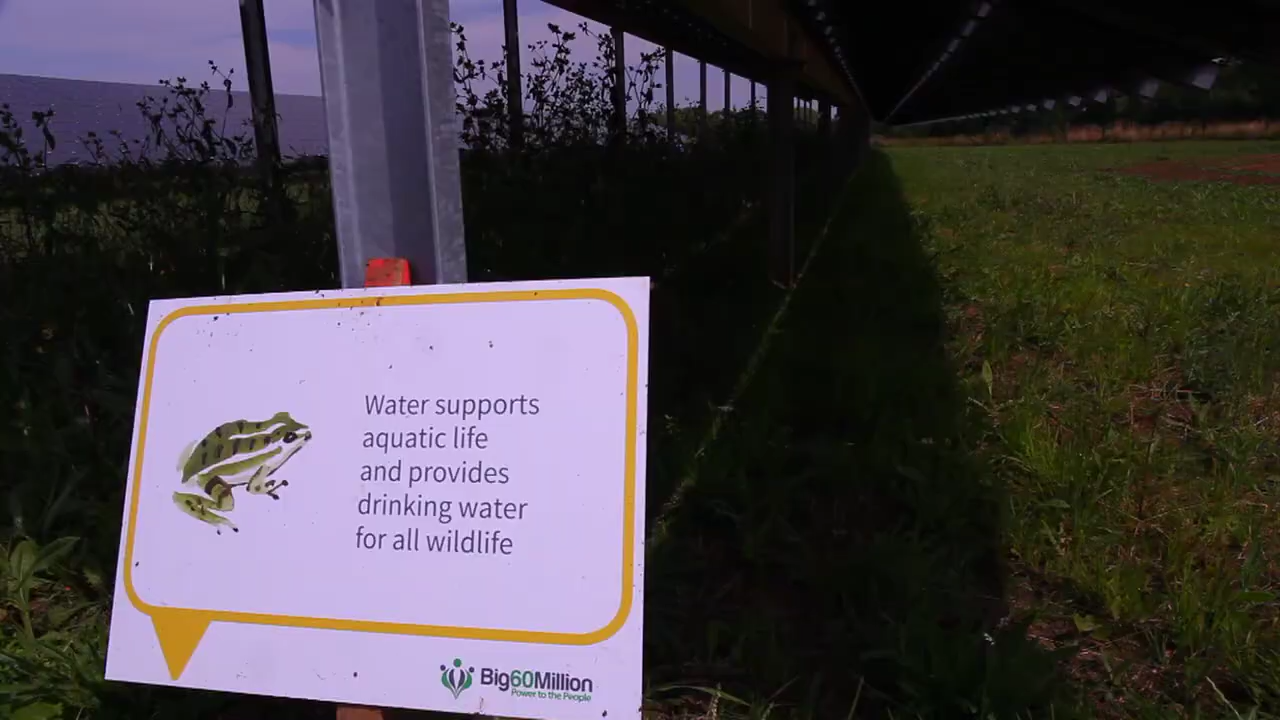 Water supports
aquatic life
and provides
drinking water
for all wildlife
Big60Million
Power to the People